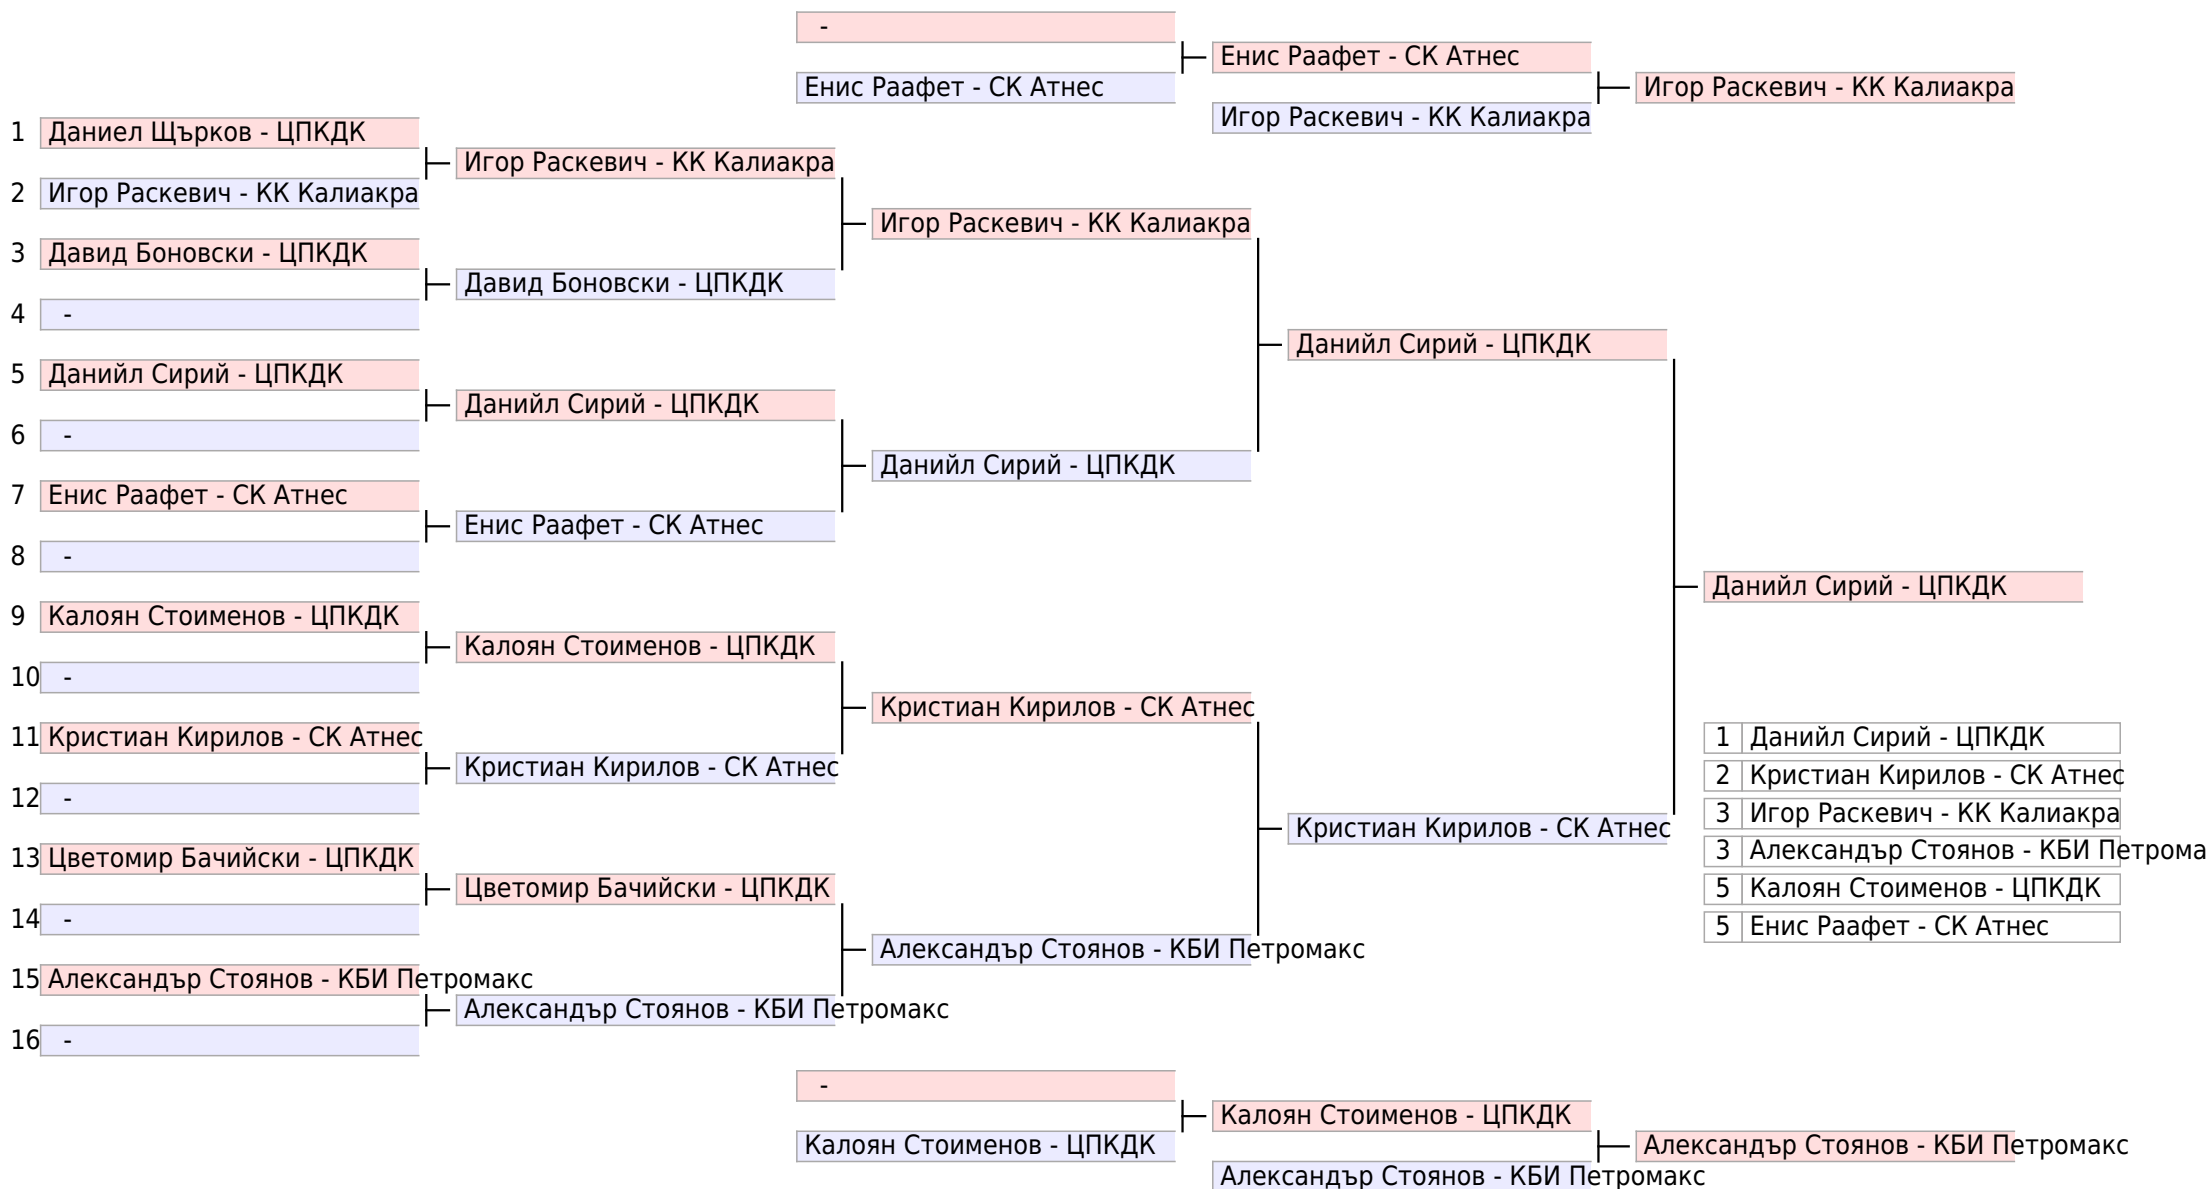 -
Енис Раафет - СК Атнес
Енис Раафет - СК Атнес
Игор Раскевич - КК Калиакра
Игор Раскевич - КК Калиакра
1 Даниел Щърков - ЦПКДК
Игор Раскевич - КК Калиакра
2 Игор Раскевич - КК Калиакра
Игор Раскевич - КК Калиакра
3 Давид Боновски - ЦПКДК
Давид Боновски - ЦПКДК
4 -
Данийл Сирий - ЦПКДК
5 Данийл Сирий - ЦПКДК
Данийл Сирий - ЦПКДК
6 -
Данийл Сирий - ЦПКДК
7 Енис Раафет - СК Атнес
Енис Раафет - СК Атнес
8 -
Данийл Сирий - ЦПКДК
9 Калоян Стоименов - ЦПКДК
Калоян Стоименов - ЦПКДК
10 -
Кристиан Кирилов - СК Атнес
11 Кристиан Кирилов - СК Атнес
Кристиан Кирилов - СК Атнес
12 -
Кристиан Кирилов - СК Атнес
13 Цветомир Бачийски - ЦПКДК
Цветомир Бачийски - ЦПКДК
14 -
Александър Стоянов - КБИ Петромакс
15 Александър Стоянов - КБИ Петромакс
Александър Стоянов - КБИ Петромакс
16 -
1 Данийл Сирий - ЦПКДК
2 Кристиан Кирилов - СК Атнес
3 Игор Раскевич - КК Калиакра
3 Александър Стоянов - КБИ Петрома
5 Калоян Стоименов - ЦПКДК
5 Енис Раафет - СК Атнес
-
Калоян Стоименов - ЦПКДК
Калоян Стоименов - ЦПКДК
Александър Стоянов - КБИ Петромакс
Александър Стоянов - КБИ Петромакс